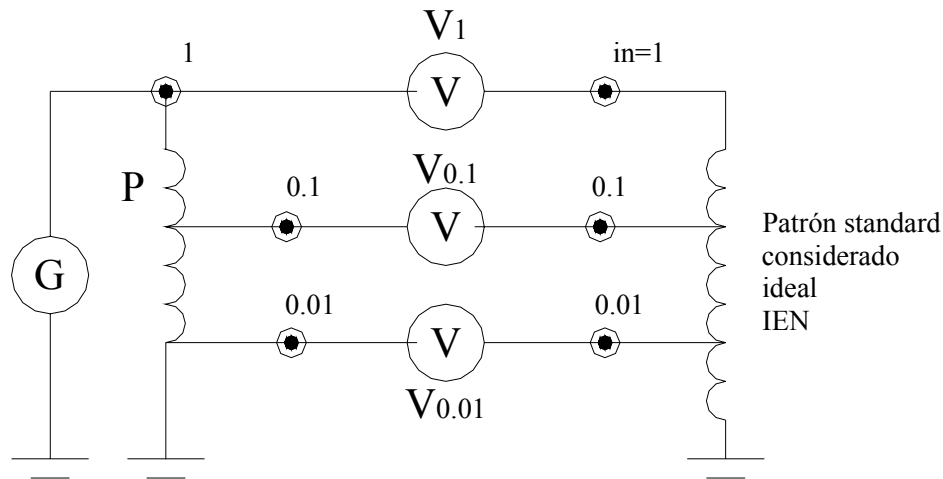 V1
1
in=1
V
P
V0.1
0.1
0.1
V
G
Patrón standard
considerado
ideal
IEN
0.01
0.01
V
V0.01